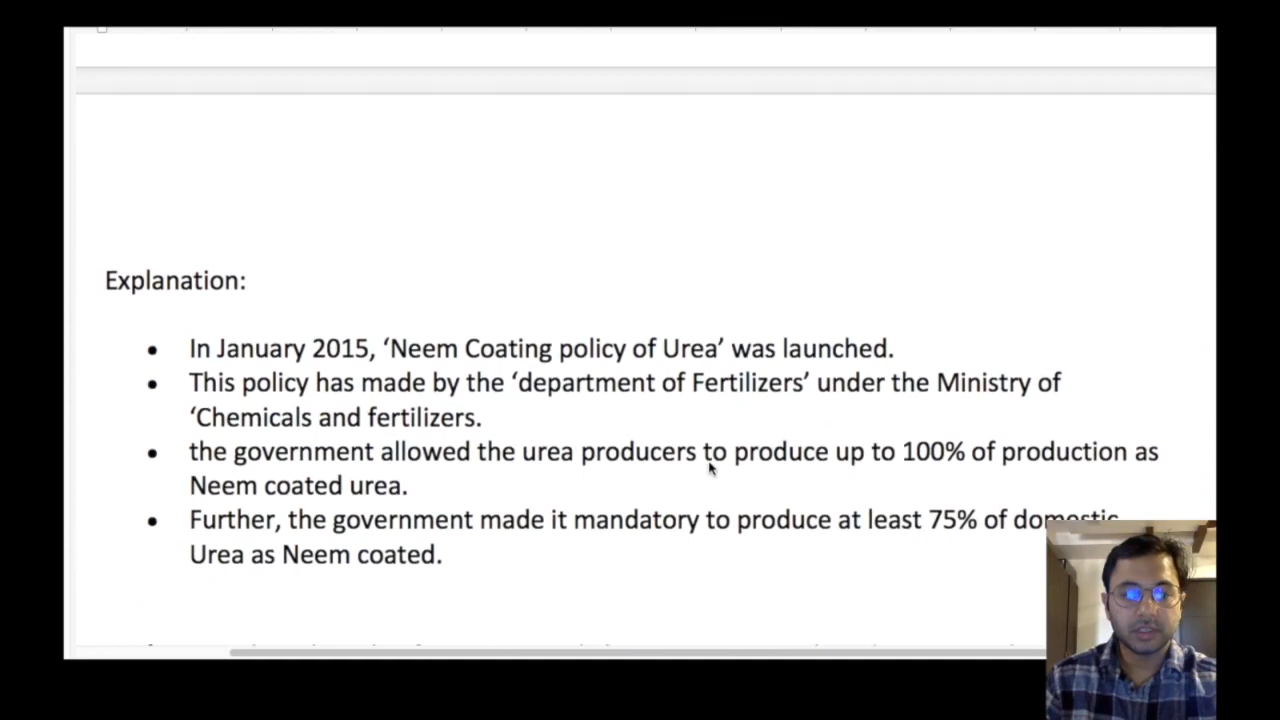 Explanation:
• In January 2015, ‘Neem Coating policy of Urea’ was launched.
• This policy has made by the ‘department of Fertilizers’ under the Ministry of
‘Chemicals and fertilizers.
• the government allowed the urea producers to produce up to 100% of production as
Neem coated urea.
• Further, the government made it mandatory to produce at least 75% of domestic
Urea as Neem coated.